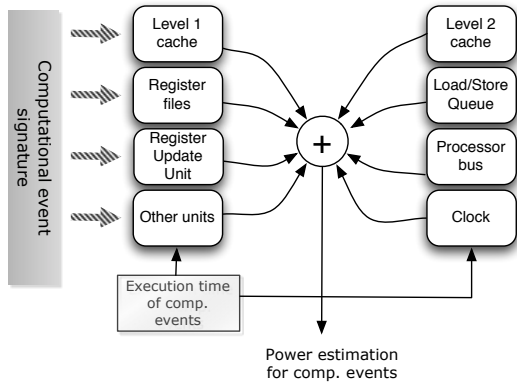 Computational event
signature
Level 1
cache
Register
files
Register
Update
Unit
Other units
Level 2
cache
Load/Store
Queue
Processor
bus
Clock
+
Execution time
of comp.
events
Power estimation
for comp. events